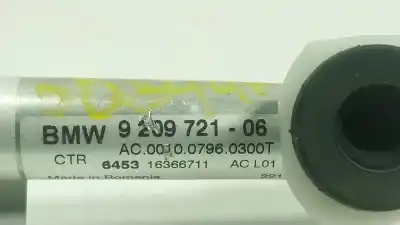 BMW 9 209 721 - 06
AC.0010.0796.0300T
CTR 6453 16366711 AC L01
Made in Romania